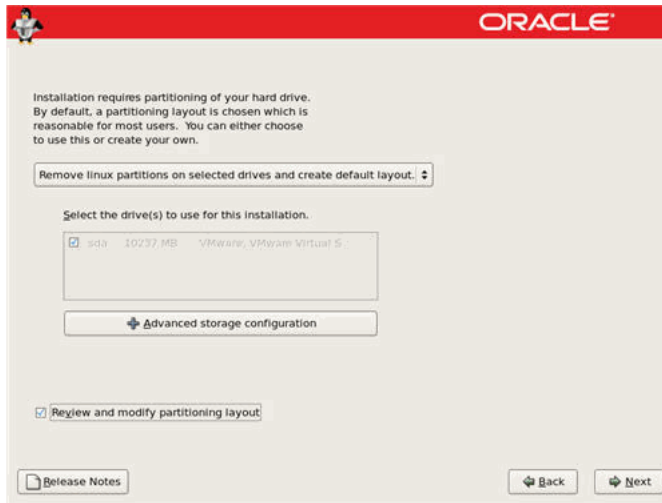 ORACLE
Installation requires partitioning of your hard drive.
By default, a partitioning layout is chosen which is
reasonable for most users. You can either choose
to use this or create your own.
Remove linux partitions on selected drives and create default layout.
Select the drive(s) to use for this installation.
sda 10237 MB VMware, VMware Virtual S
Advanced storage configuration
Review and modify partitioning layout
Release Notes
Back
Next